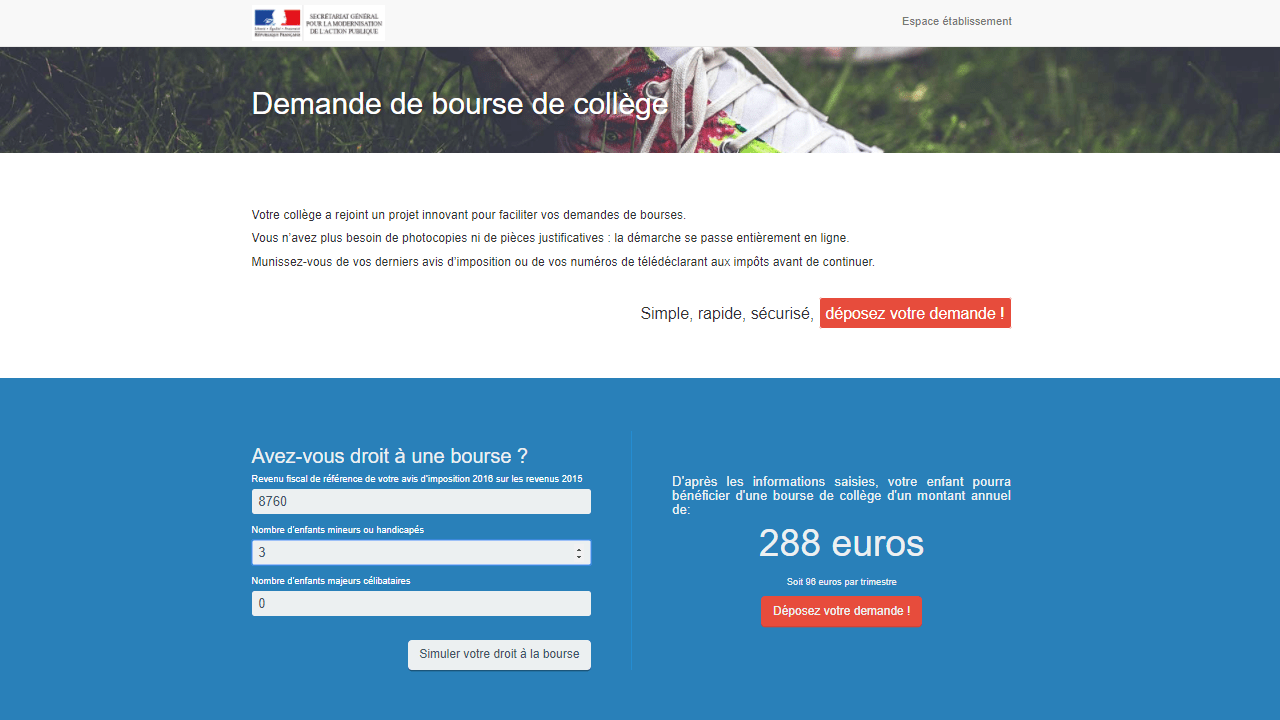 SECRÉTARIAT GÉNÉRAL
POUR LA MODERNISATION
DE L'ACTION PUBLIQUE
Liberté • Égalité • Fraternité
RÉPUBLIQUE FRANÇAISE
Espace établissement
Demande de bourse de collège
Votre collège a rejoint un projet innovant pour faciliter vos demandes de bourses.
Vous n'avez plus besoin de photocopies ni de pièces justificatives : la démarche se passe entièrement en ligne.
Munissez-vous de vos derniers avis d'imposition ou de vos numéros de télédéclarant aux impôts avant de continuer.
Simple, rapide, sécurisé, déposez votre demande !
Avez-vous droit à une bourse ?
Revenu fiscal de référence de votre avis d'imposition 2016 sur les revenus 2015
8760
Nombre d'enfants mineurs ou handicapés
3
Nombre d'enfants majeurs célibataires
0
Simuler votre droit à la bourse
D'après les informations saisies, votre enfant pourra
bénéficier d'une bourse de collège d'un montant annuel
de:
288 euros
Soit 96 euros par trimestre
Déposez votre demande !